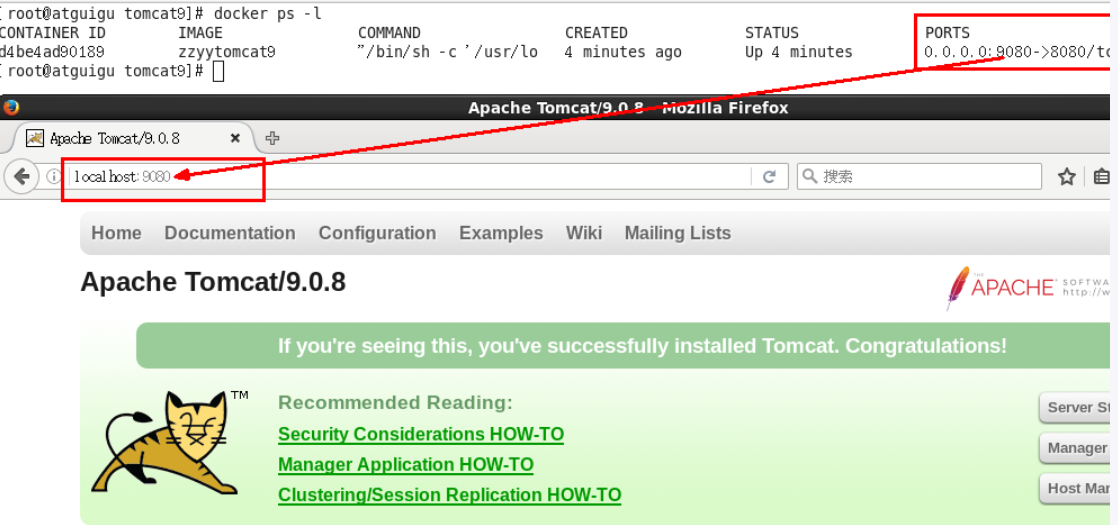 [root@atguigu tomcat9]# docker ps -l
CONTAINER ID IMAGE COMMAND CREATED STATUS PORTS
d4be4ad90189 zzyytomcat9 "/bin/sh -c '/usr/lo 4 minutes ago Up 4 minutes 0.0.0.0:9080->8080/tc
[root@atguigu tomcat9]#
Apache Tomcat/9.0.8 - Mozilla Firefox
Apache Tomcat/9.0.8
localhost:9080
搜索
Home Documentation Configuration Examples Wiki Mailing Lists
Apache Tomcat/9.0.8
THE
APACHE
SOFTWA
http://w
If you're seeing this, you've successfully installed Tomcat. Congratulations!
TM
Recommended Reading:
Security Considerations HOW-TO
Manager Application HOW-TO
Clustering/Session Replication HOW-TO
Server St
Manager
Host Mar